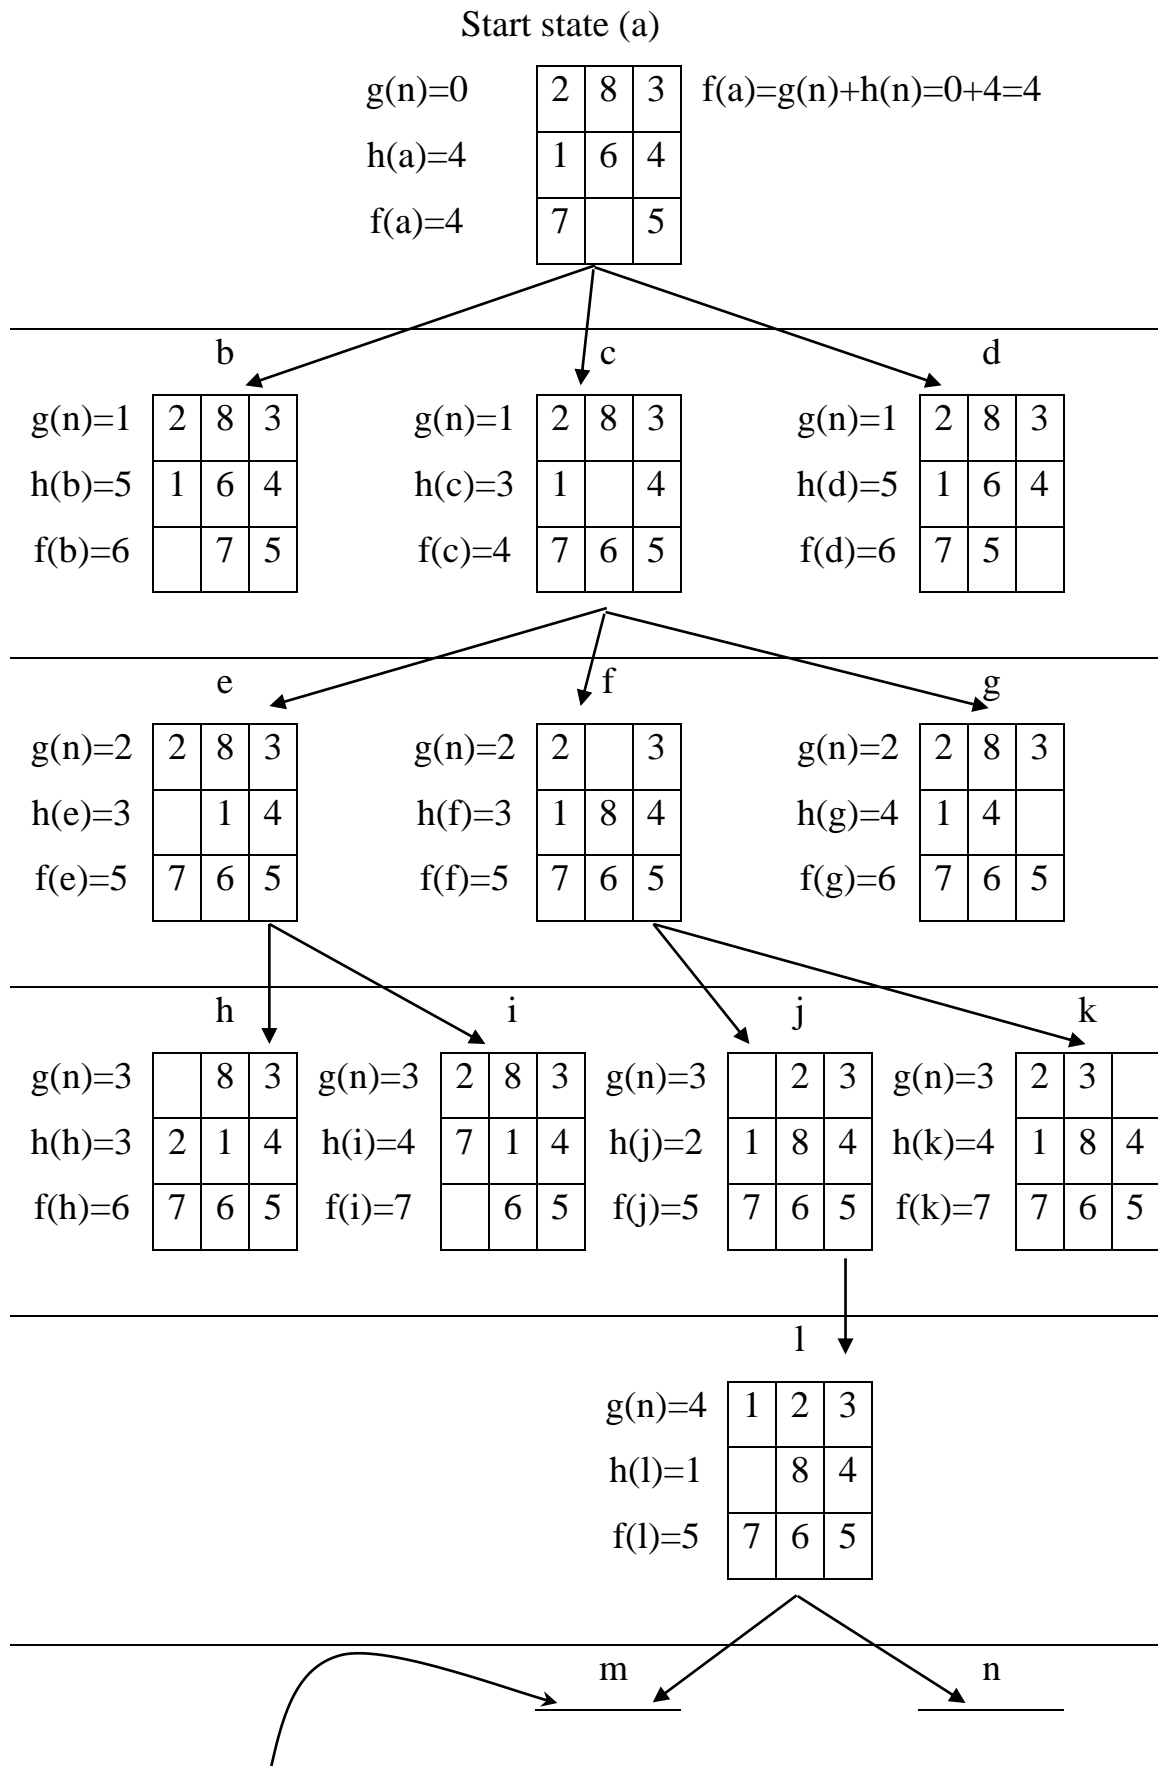 Start state (a)
g(n)=0 2 8 3 f(a)=g(n)+h(n)=0+4=4
h(a)=4 1 6 4
f(a)=4 7 5
b c d
g(n)=1 2 8 3 g(n)=1 2 8 3 g(n)=1 2 8 3
h(b)=5 1 6 4 h(c)=3 1 4 h(d)=5 1 6 4
f(b)=6 7 5 f(c)=4 7 6 5 f(d)=6 7 5
e f g
g(n)=2 2 8 3 g(n)=2 2 3 g(n)=2 2 8 3
h(e)=3 1 4 h(f)=3 1 8 4 h(g)=4 1 4
f(e)=5 7 6 5 f(f)=5 7 6 5 f(g)=6 7 6 5
h i j k
g(n)=3 8 3 g(n)=3 2 8 3 g(n)=3 2 3 g(n)=3 2 3
h(h)=3 2 1 4 h(i)=4 7 1 4 h(j)=2 1 8 4 h(k)=4 1 8 4
f(h)=6 7 6 5 f(i)=7 6 5 f(j)=5 7 6 5 f(k)=7 7 6 5
l
g(n)=4 1 2 3
h(l)=1 8 4
f(l)=5 7 6 5
m n